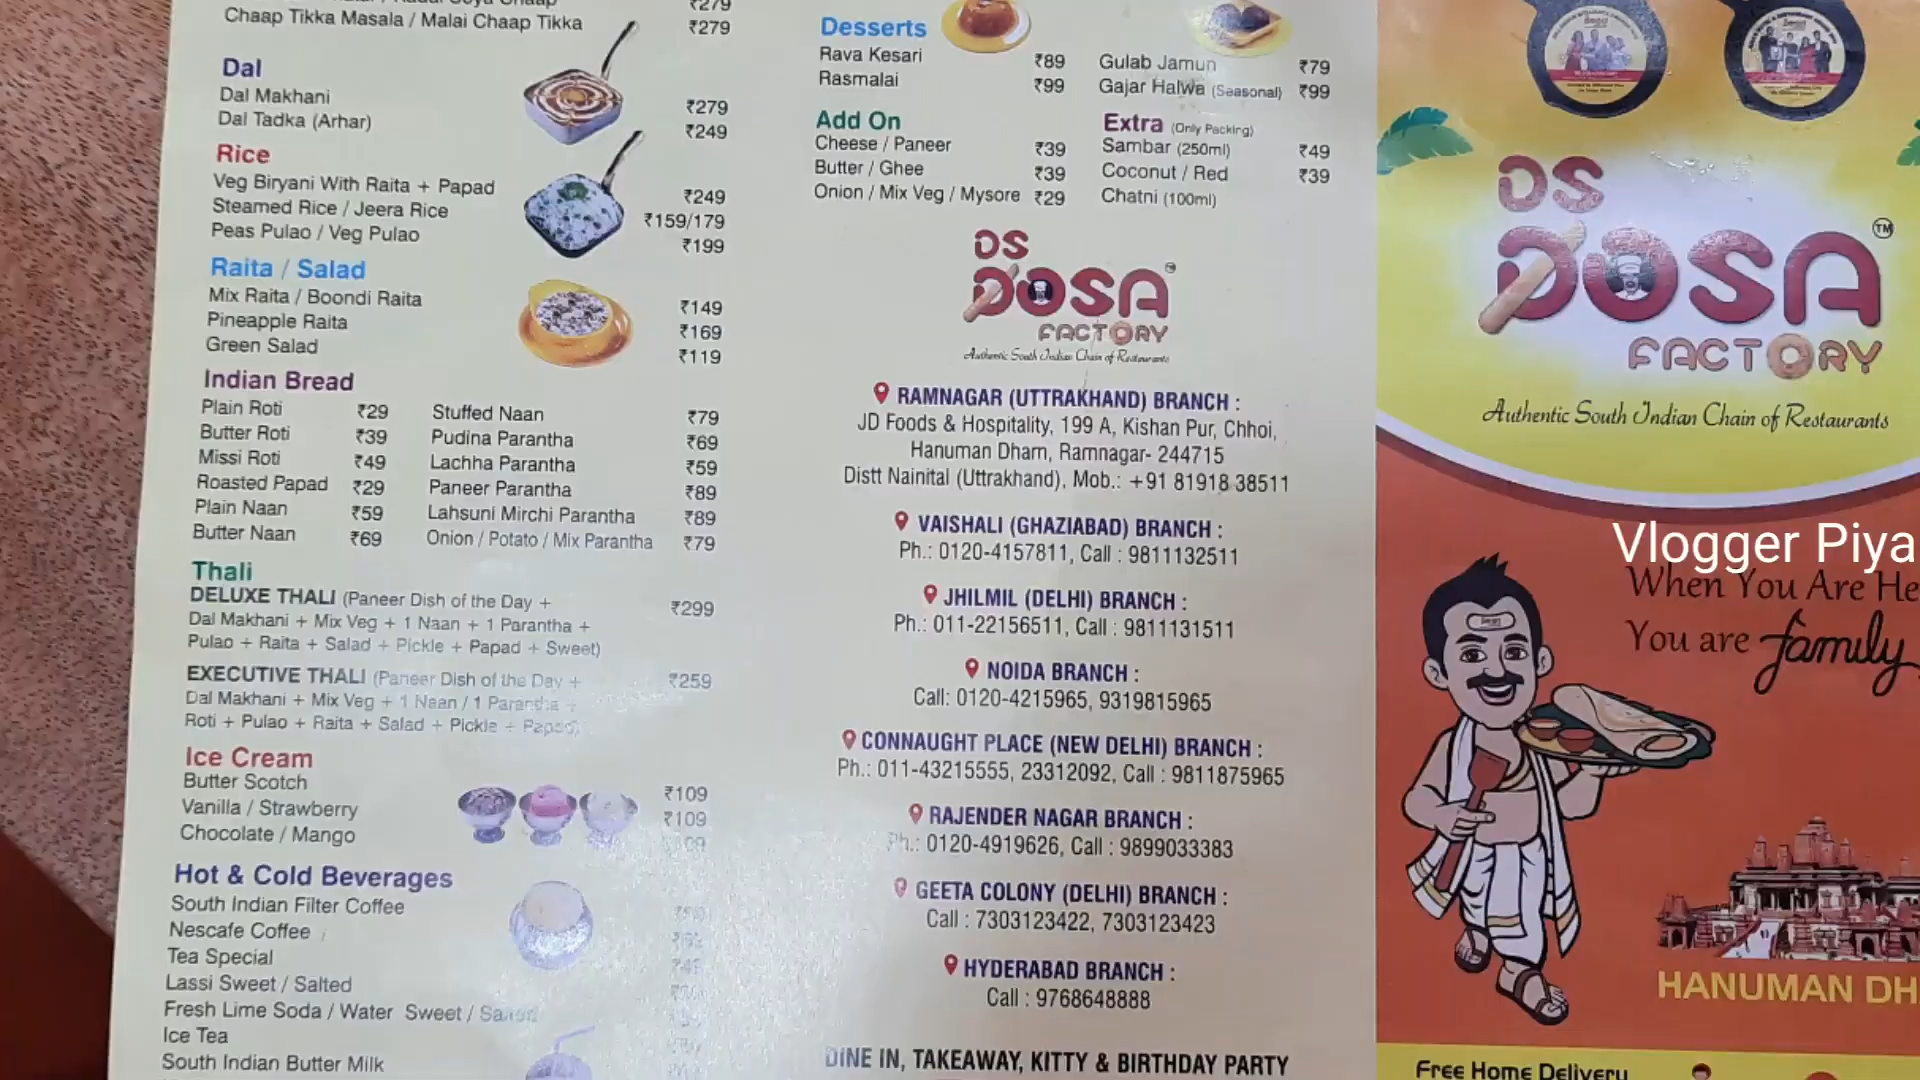 ₹279
Chaap Tikka Masala / Malai Chaap Tikka ₹279
Dal
Dal Makhani ₹279
Dal Tadka (Arhar) ₹249
Rice
Veg Biryani With Raita + Papad ₹249
Steamed Rice / Jeera Rice ₹159/179
Peas Pulao / Veg Pulao ₹199
Raita / Salad
Mix Raita / Boondi Raita ₹149
Pineapple Raita ₹169
Green Salad ₹119
Indian Bread
Plain Roti ₹29 Stuffed Naan ₹79
Butter Roti ₹39 Pudina Parantha ₹69
Missi Roti ₹49 Lachha Parantha ₹59
Roasted Papad ₹29 Paneer Parantha ₹89
Plain Naan ₹59 Lahsuni Mirchi Parantha ₹89
Butter Naan ₹69 Onion / Potato / Mix Parantha ₹79
Thali
DELUXE THALI (Paneer Dish of the Day + ₹299
Dal Makhani + Mix Veg + 1 Naan + 1 Parantha +
Pulao + Raita + Salad + Pickle + Papad + Sweet)
EXECUTIVE THALI (Paneer Dish of the Day + ₹259
Dal Makhani + Mix Veg + 1 Naan / 1 Parantha +
Roti + Pulao + Raita + Salad + Pickle + Papad)
Ice Cream
Butter Scotch ₹109
Vanilla / Strawberry ₹109
Chocolate / Mango
Hot & Cold Beverages
South Indian Filter Coffee
Nescafe Coffee
Tea Special
Lassi Sweet / Salted
Fresh Lime Soda / Water Sweet / Salted
Ice Tea
South Indian Butter Milk
Desserts
Rava Kesari ₹89 Gulab Jamun ₹79
Rasmalai ₹99 Gajar Halwa (Seasonal) ₹99
Add On
Cheese / Paneer ₹39
Butter / Ghee ₹39
Onion / Mix Veg / Mysore ₹29
Extra (Only Packing)
Sambar (250ml) ₹49
Coconut / Red ₹39
Chatni (100ml)
DS
DOSA TM
FACTORY
Authentic South Indian Chain of Restaurants
RAMNAGAR (UTTRAKHAND) BRANCH :
JD Foods & Hospitality, 199 A, Kishan Pur, Chhoi,
Hanuman Dham, Ramnagar- 244715
Distt Nainital (Uttrakhand), Mob.: +91 81918 38511
VAISHALI (GHAZIABAD) BRANCH :
Ph.: 0120-4157811, Call : 9811132511
JHILMIL (DELHI) BRANCH :
Ph.: 011-22156511, Call : 9811131511
NOIDA BRANCH :
Call: 0120-4215965, 9319815965
CONNAUGHT PLACE (NEW DELHI) BRANCH :
Ph.: 011-43215555, 23312092, Call : 9811875965
RAJENDER NAGAR BRANCH :
Ph.: 0120-4919626, Call : 9899033383
GEETA COLONY (DELHI) BRANCH :
Call : 7303123422, 7303123423
HYDERABAD BRANCH :
Call : 9768648888
DINE IN, TAKEAWAY, KITTY & BIRTHDAY PARTY
DS
DOSA TM
FACTORY
Authentic South Indian Chain of Restaurants
Vlogger Piya
When You Are He
You are family
HANUMAN DH
Free Home Delivery